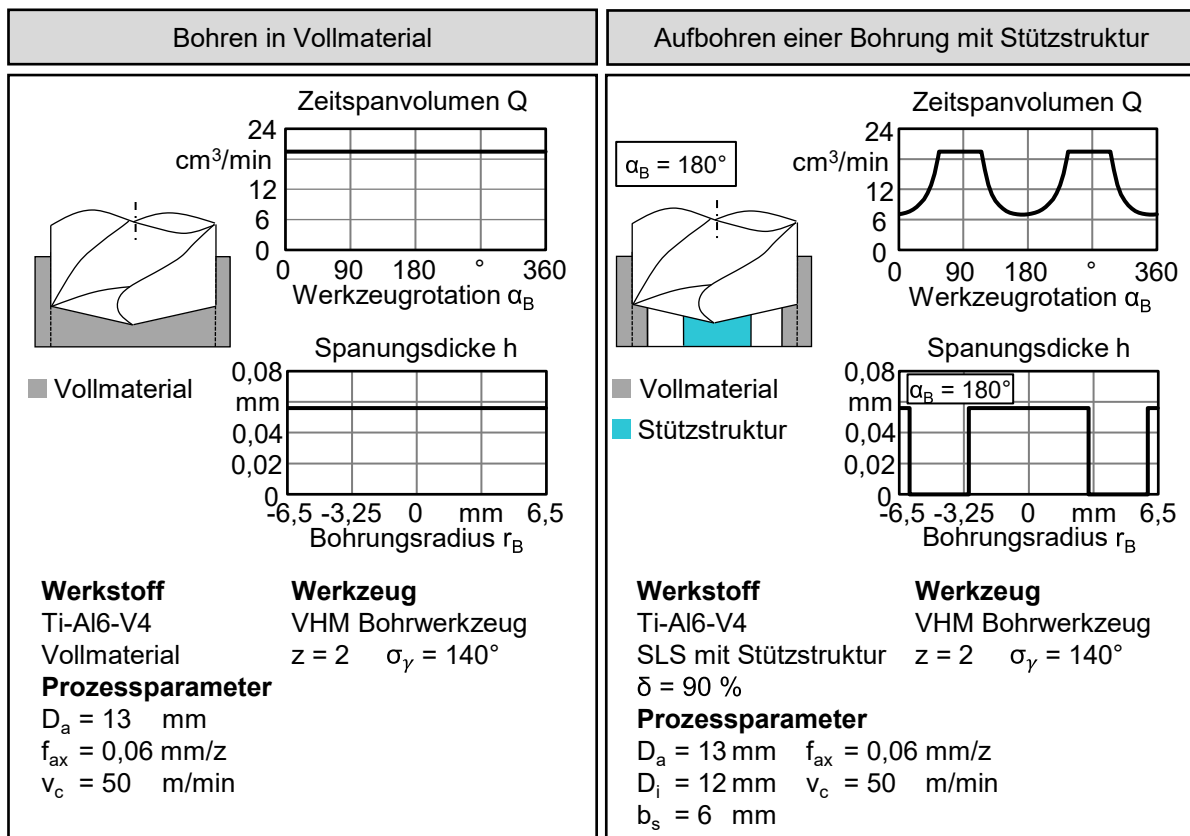 Bohren in Vollmaterial
Zeitspanvolumen Q
24
cm³/min
12
6
0
0 90 180 ° 360
Werkzeugrotation α_B
Spanungsdicke h
0,08
mm
0,04
0,02
0
-6,5 -3,25 0 mm 6,5
Bohrungsradius r_B
Vollmaterial
Werkstoff
Ti-Al6-V4
Vollmaterial
Werkzeug
VHM Bohrwerkzeug
z = 2 σ_γ = 140°
Prozessparameter
D_a = 13 mm
f_ax = 0,06 mm/z
v_c = 50 m/min
Aufbohren einer Bohrung mit Stützstruktur
Zeitspanvolumen Q
24
cm³/min
12
6
0
0 90 180 ° 360
Werkzeugrotation α_B
α_B = 180°
Spanungsdicke h
0,08
mm
0,04
0,02
0
α_B = 180°
-6,5 -3,25 0 mm 6,5
Bohrungsradius r_B
Vollmaterial
Stützstruktur
Werkstoff
Ti-Al6-V4
SLS mit Stützstruktur
δ = 90 %
Werkzeug
VHM Bohrwerkzeug
z = 2 σ_γ = 140°
Prozessparameter
D_a = 13 mm f_ax = 0,06 mm/z
D_i = 12 mm v_c = 50 m/min
b_s = 6 mm